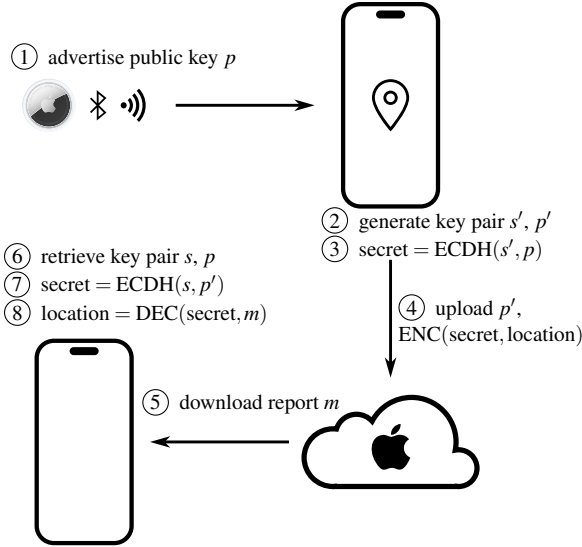 ① advertise public key p
② generate key pair s′, p′
③ secret = ECDH(s′, p)
④ upload p′,
ENC(secret, location)
⑤ download report m
⑥ retrieve key pair s, p
⑦ secret = ECDH(s, p′)
⑧ location = DEC(secret, m)